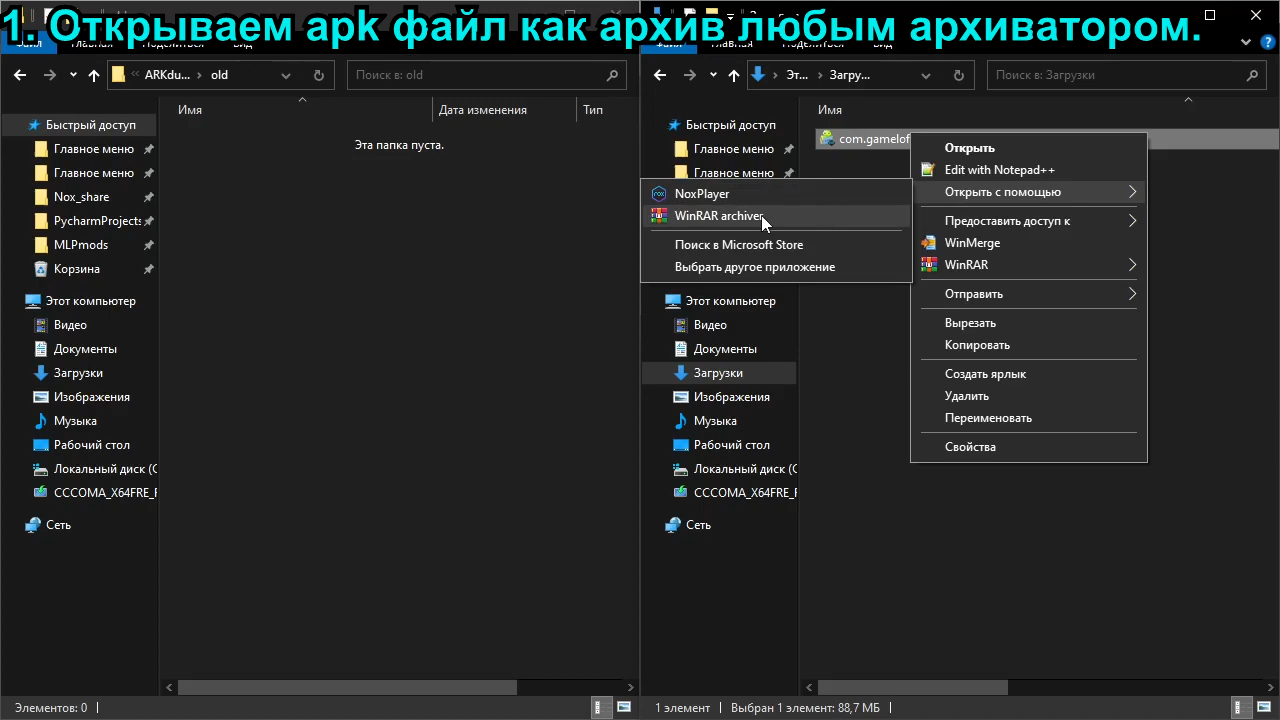 1. Открываем apk файл как архив любым архиватором.
ARKdu...
old
Поиск в: old
Имя
Дата изменения
Тип
Эта папка пуста.
Быстрый доступ
Главное меню
Главное меню
Nox_share
PycharmProjects
MLPmods
Корзина
Этот компьютер
Видео
Документы
Загрузки
Изображения
Музыка
Рабочий стол
Локальный диск (C
CCCOMA_X64FRE_
Сеть
Элементов: 0
Эт...
Загру...
Поиск в: Загрузки
Имя
com.gamelof
Быстрый доступ
Главное меню
Главное меню
NoxPlayer
WinRAR archiver
Поиск в Microsoft Store
Выбрать другое приложение
Открыть
Edit with Notepad++
Открыть с помощью
Предоставить доступ к
WinMerge
WinRAR
Отправить
Вырезать
Копировать
Создать ярлык
Удалить
Переименовать
Свойства
Этот компьютер
Видео
Документы
Загрузки
Изображения
Музыка
Рабочий стол
Локальный диск (C
CCCOMA_X64FRE_
Сеть
1 элемент
Выбран 1 элемент: 88,7 МБ